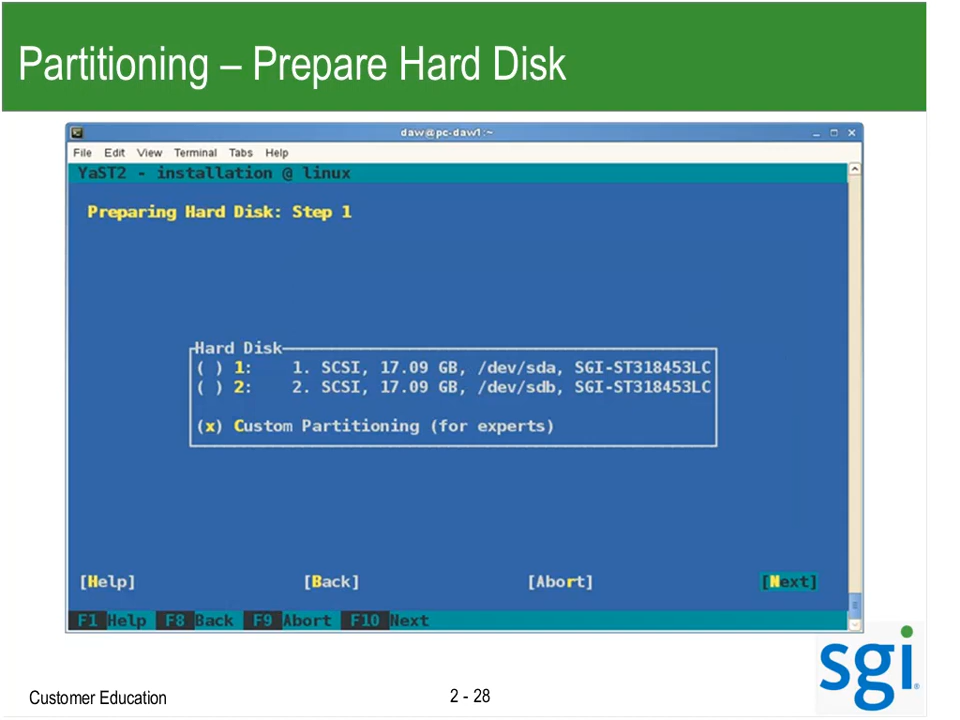 Partitioning – Prepare Hard Disk
daw@pc-daw1:~
File Edit View Terminal Tabs Help
YaST2 - installation @ linux
Preparing Hard Disk: Step 1
Hard Disk
( ) 1: 1. SCSI, 17.09 GB, /dev/sda, SGI-ST318453LC
( ) 2: 2. SCSI, 17.09 GB, /dev/sdb, SGI-ST318453LC
(x) Custom Partitioning (for experts)
[Help] [Back] [Abort] [Next]
F1 Help F8 Back F9 Abort F10 Next
sgi®
Customer Education 2 - 28